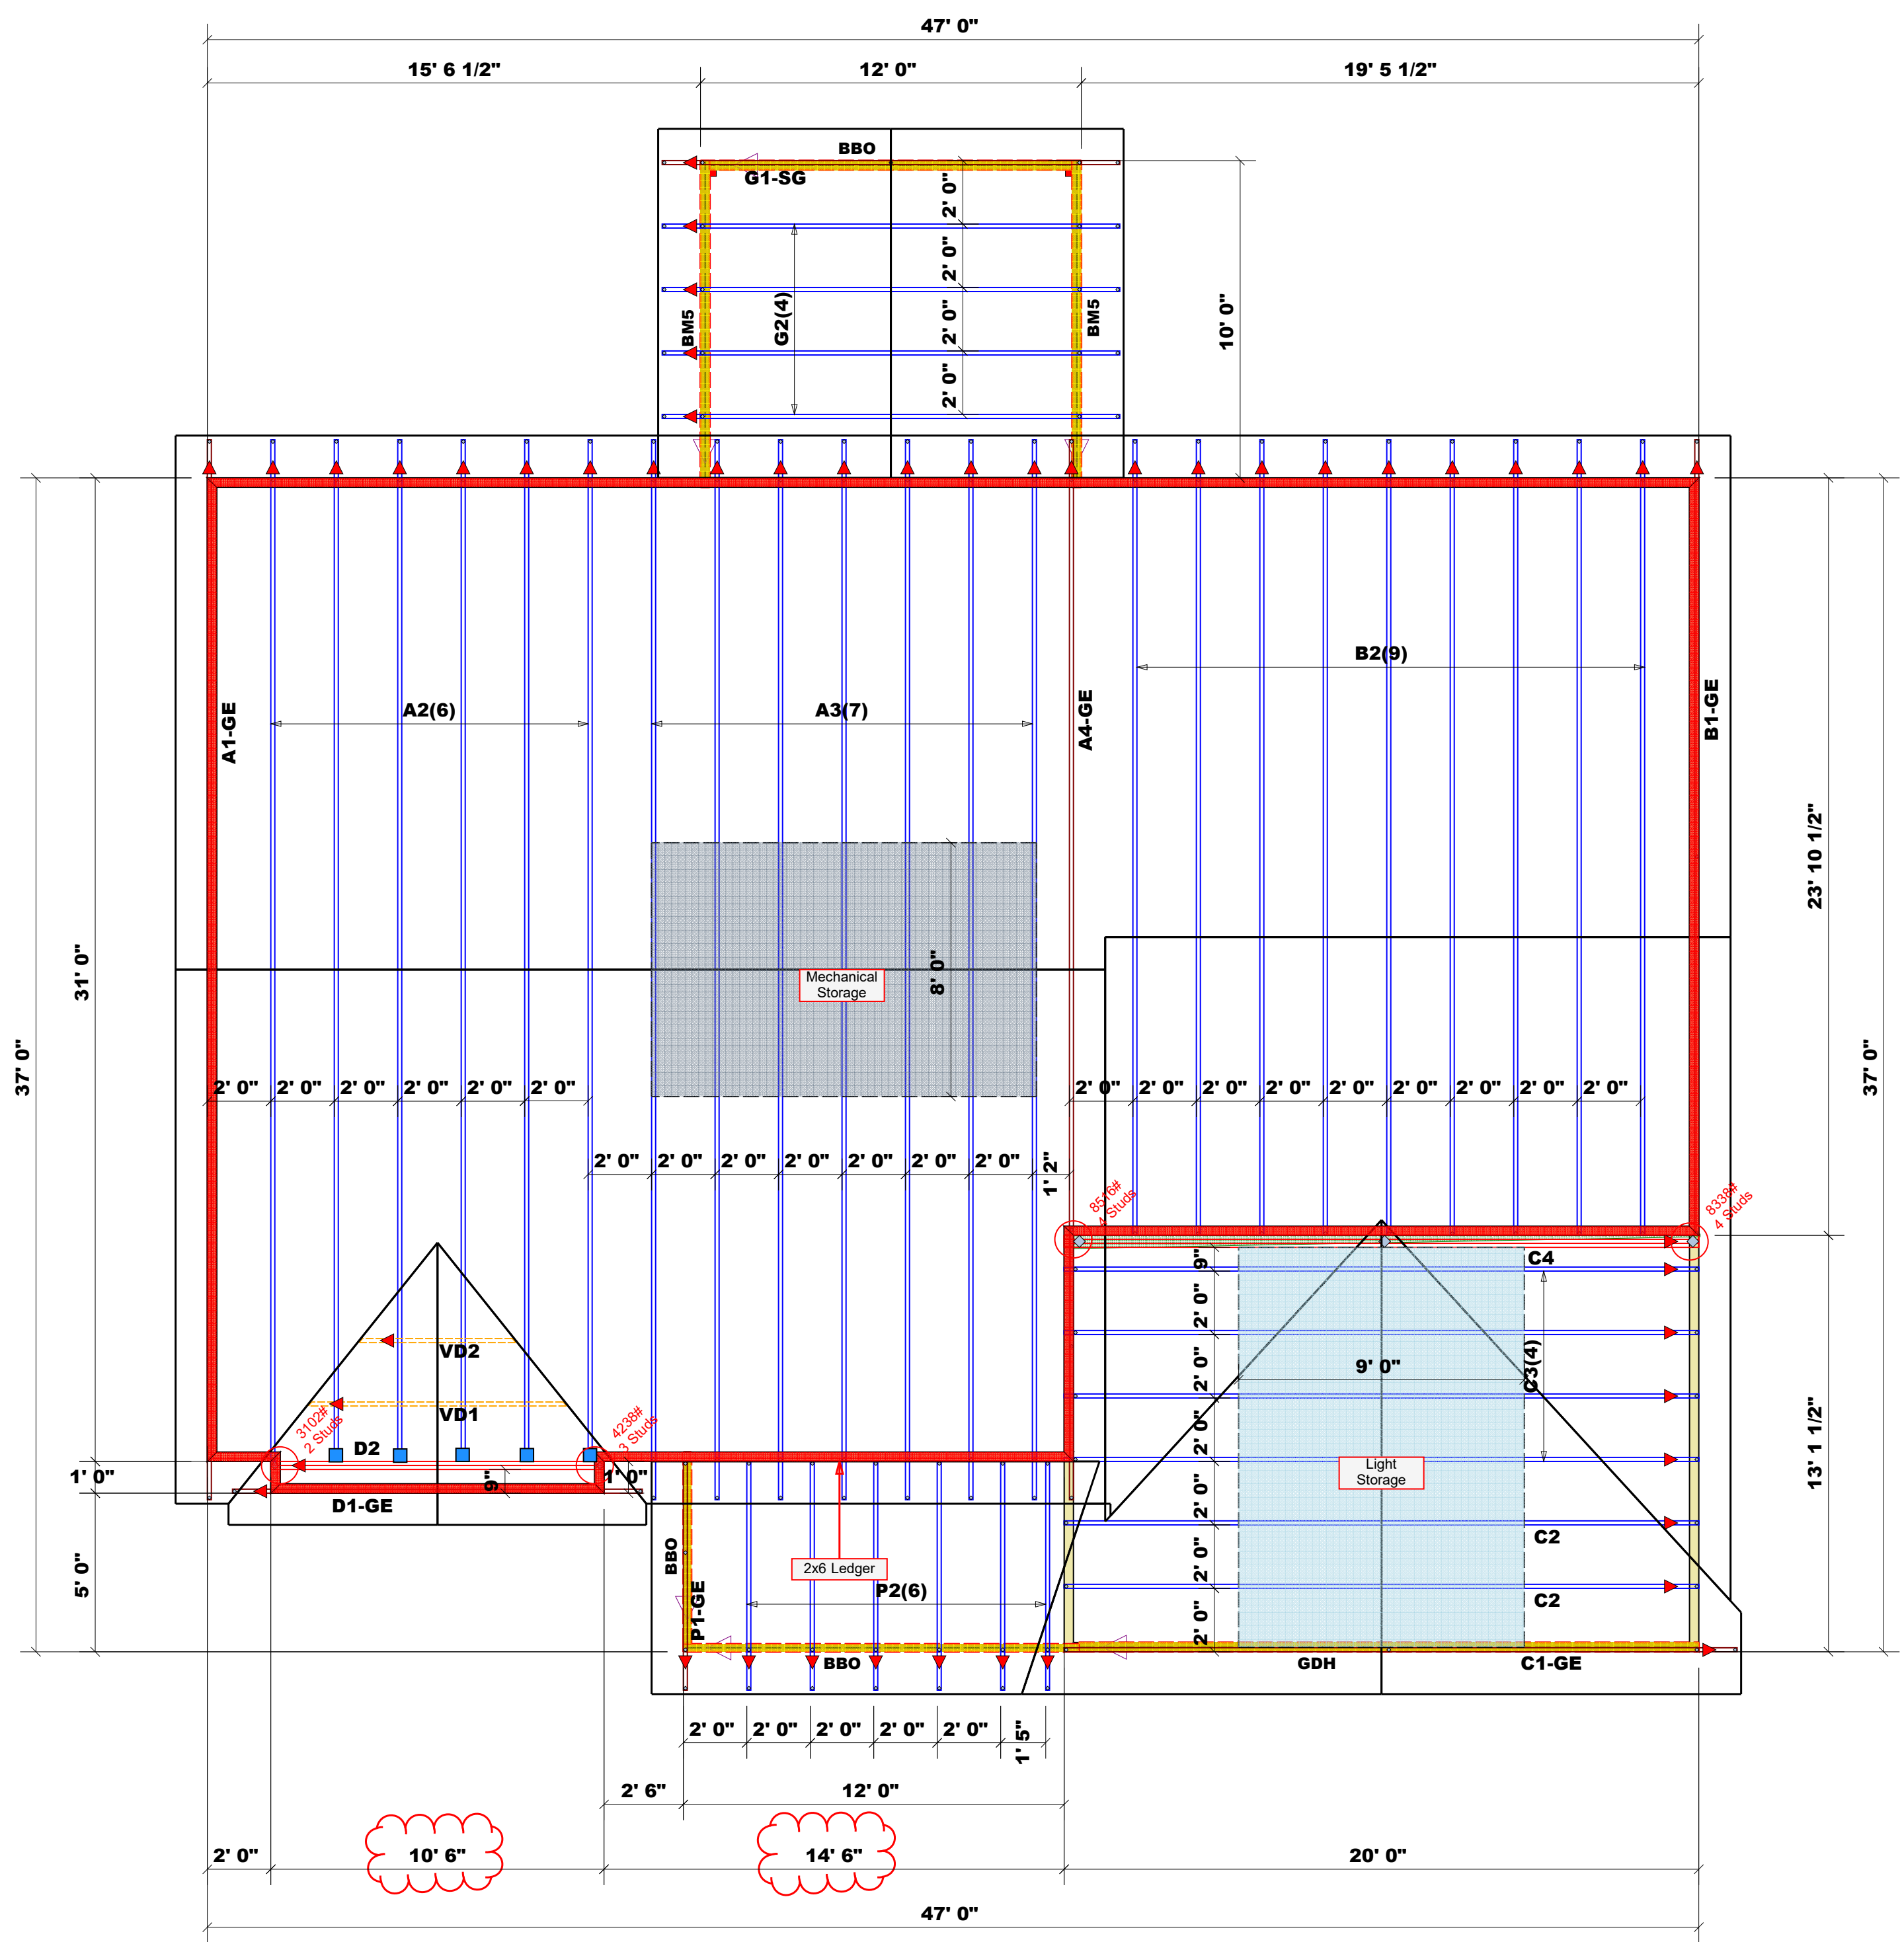 47' 0"
15' 6 1/2"
12' 0"
19' 5 1/2"
BBO
G1-SG
2' 0"
2' 0"
2' 0"
2' 0"
G2(4)
BM5
BM5
10' 0"
A1-GE
A2(6)
A3(7)
A4-GE
B2(9)
B1-GE
23' 10 1/2"
31' 0"
37' 0"
37' 0"
Mechanical
Storage
8' 0"
2' 0" 2' 0" 2' 0" 2' 0" 2' 0" 2' 0"
2' 0" 2' 0" 2' 0" 2' 0" 2' 0" 2' 0" 2' 0" 2' 0" 2' 0"
2' 0" 2' 0" 2' 0" 2' 0" 2' 0" 2' 0" 2' 0"
1' 2"
8516#
4 Studs
8338#
4 Studs
9"
C4
2' 0"
2' 0"
2' 0"
2' 0"
2' 0"
2' 0"
9' 0"
C3(4)
VD2
VD1
3102#
2 Studs
4238#
3 Studs
D2
1' 0"
9"
1' 0"
D1-GE
Light
Storage
13' 1 1/2"
C2
C2
5' 0"
BBO
P1-GE
2x6 Ledger
P2(6)
BBO
GDH
C1-GE
2' 0" 2' 0" 2' 0" 2' 0" 2' 0"
1' 5"
2' 6"
12' 0"
2' 0"
10' 6"
14' 6"
20' 0"
47' 0"